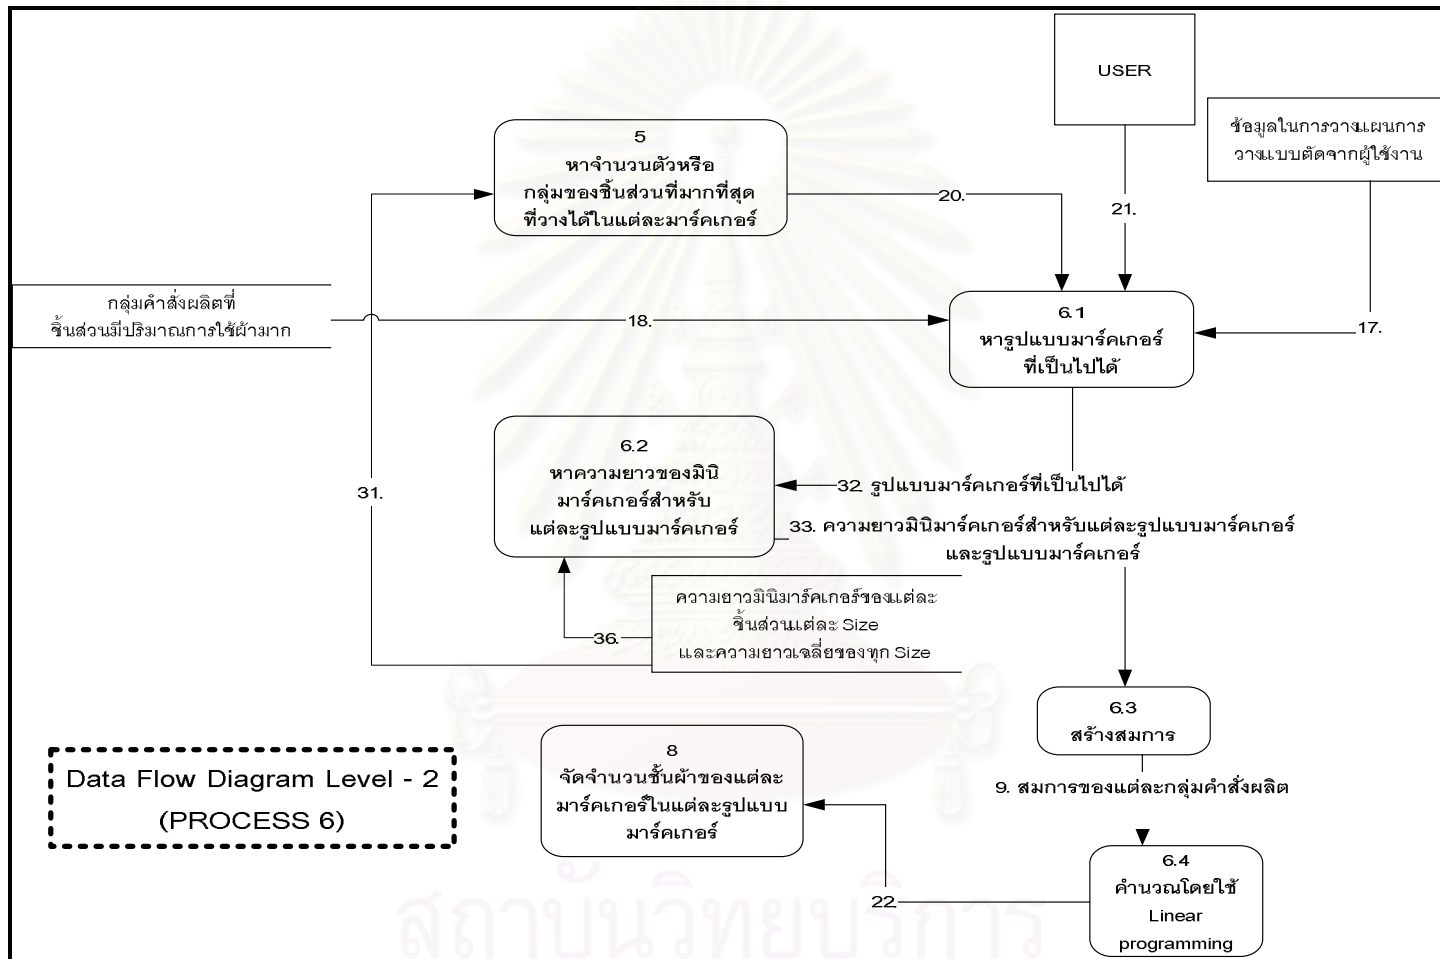 USER
ข้อมูลในการวางแผนการ
วางแบบตัดจากผู้ใช้งาน
5
หาจำนวนตัวหรือ
กลุ่มของชิ้นส่วนที่มากที่สุด
ที่วางได้ในแต่ละมาร์คเกอร์
20.
21.
กลุ่มคำสั่งผลิตที่
ชิ้นส่วนมีปริมาณการใช้ผ้ามาก
18.
6.1
หารูปแบบมาร์คเกอร์
ที่เป็นไปได้
17.
6.2
หาความยาวของมินิ
มาร์คเกอร์สำหรับ
แต่ละรูปแบบมาร์คเกอร์
31.
32. รูปแบบมาร์คเกอร์ที่เป็นไปได้
33. ความยาวมินิมาร์คเกอร์สำหรับแต่ละรูปแบบมาร์คเกอร์
และรูปแบบมาร์คเกอร์
ความยาวมินิมาร์คเกอร์ของแต่ละ
ชิ้นส่วนแต่ละ Size
และความยาวเฉลี่ยของทุก Size
36.
6.3
สร้างสมการ
9. สมการของแต่ละกลุ่มคำสั่งผลิต
8
จัดจำนวนชั้นผ้าของแต่ละ
มาร์คเกอร์ในแต่ละรูปแบบ
มาร์คเกอร์
Data Flow Diagram Level - 2
(PROCESS 6)
6.4
คำนวณโดยใช้
Linear
programming
22.
สถาบันวิทยบริการ